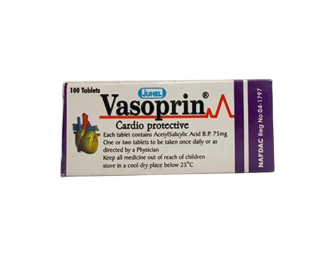 100 Tablets
JUHEL
Vasoprin®
Cardio protective
Each tablet contains AcetylSalicylic Acid B.P. 75mg
One or two tablets to be taken once daily or as
directed by a Physician
Keep all medicine out of reach of children
store in a cool dry place below 25°C
NAFDAC Reg No:04-1797